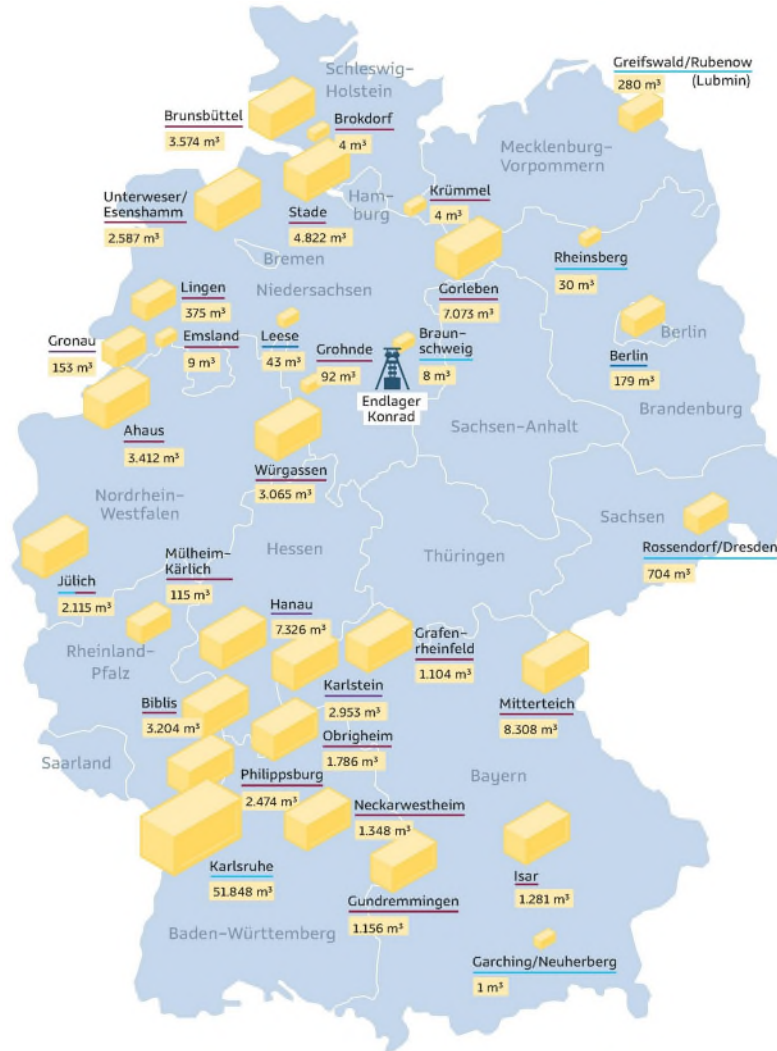 Schleswig-
Holstein
Greifswald/Rubenow
(Lubmin)
280 m³
Brunsbüttel
3.574 m³
Brokdorf
4 m³
Mecklenburg-
Vorpommern
Unterweser/
Esenshamm
2.587 m³
Stade
4.822 m³
Ham-
burg
Krümmel
4 m³
Bremen
Gorleben
7.073 m³
Rheinsberg
30 m³
Lingen
375 m³
Niedersachsen
Gronau
153 m³
Emsland
9 m³
Leese
43 m³
Grohnde
92 m³
Braun-
schweig
8 m³
Endlager
Konrad
Berlin
Berlin
179 m³
Brandenburg
Ahaus
3.412 m³
Würgassen
3.065 m³
Sachsen-Anhalt
Nordrhein-
Westfalen
Sachsen
Rossendorf/Dresden
704 m³
Jülich
2.115 m³
Mülheim-
Kärlich
115 m³
Hessen
Thüringen
Hanau
7.326 m³
Rheinland-
Pfalz
Grafen-
rheinfeld
1.104 m³
Karlstein
2.953 m³
Mitterteich
8.308 m³
Biblis
3.204 m³
Obrigheim
1.786 m³
Saarland
Bayern
Philippsburg
2.474 m³
Neckarwestheim
1.348 m³
Karlsruhe
51.848 m³
Gundremmingen
1.156 m³
Isar
1.281 m³
Baden-Württemberg
Garching/Neuherberg
1 m³